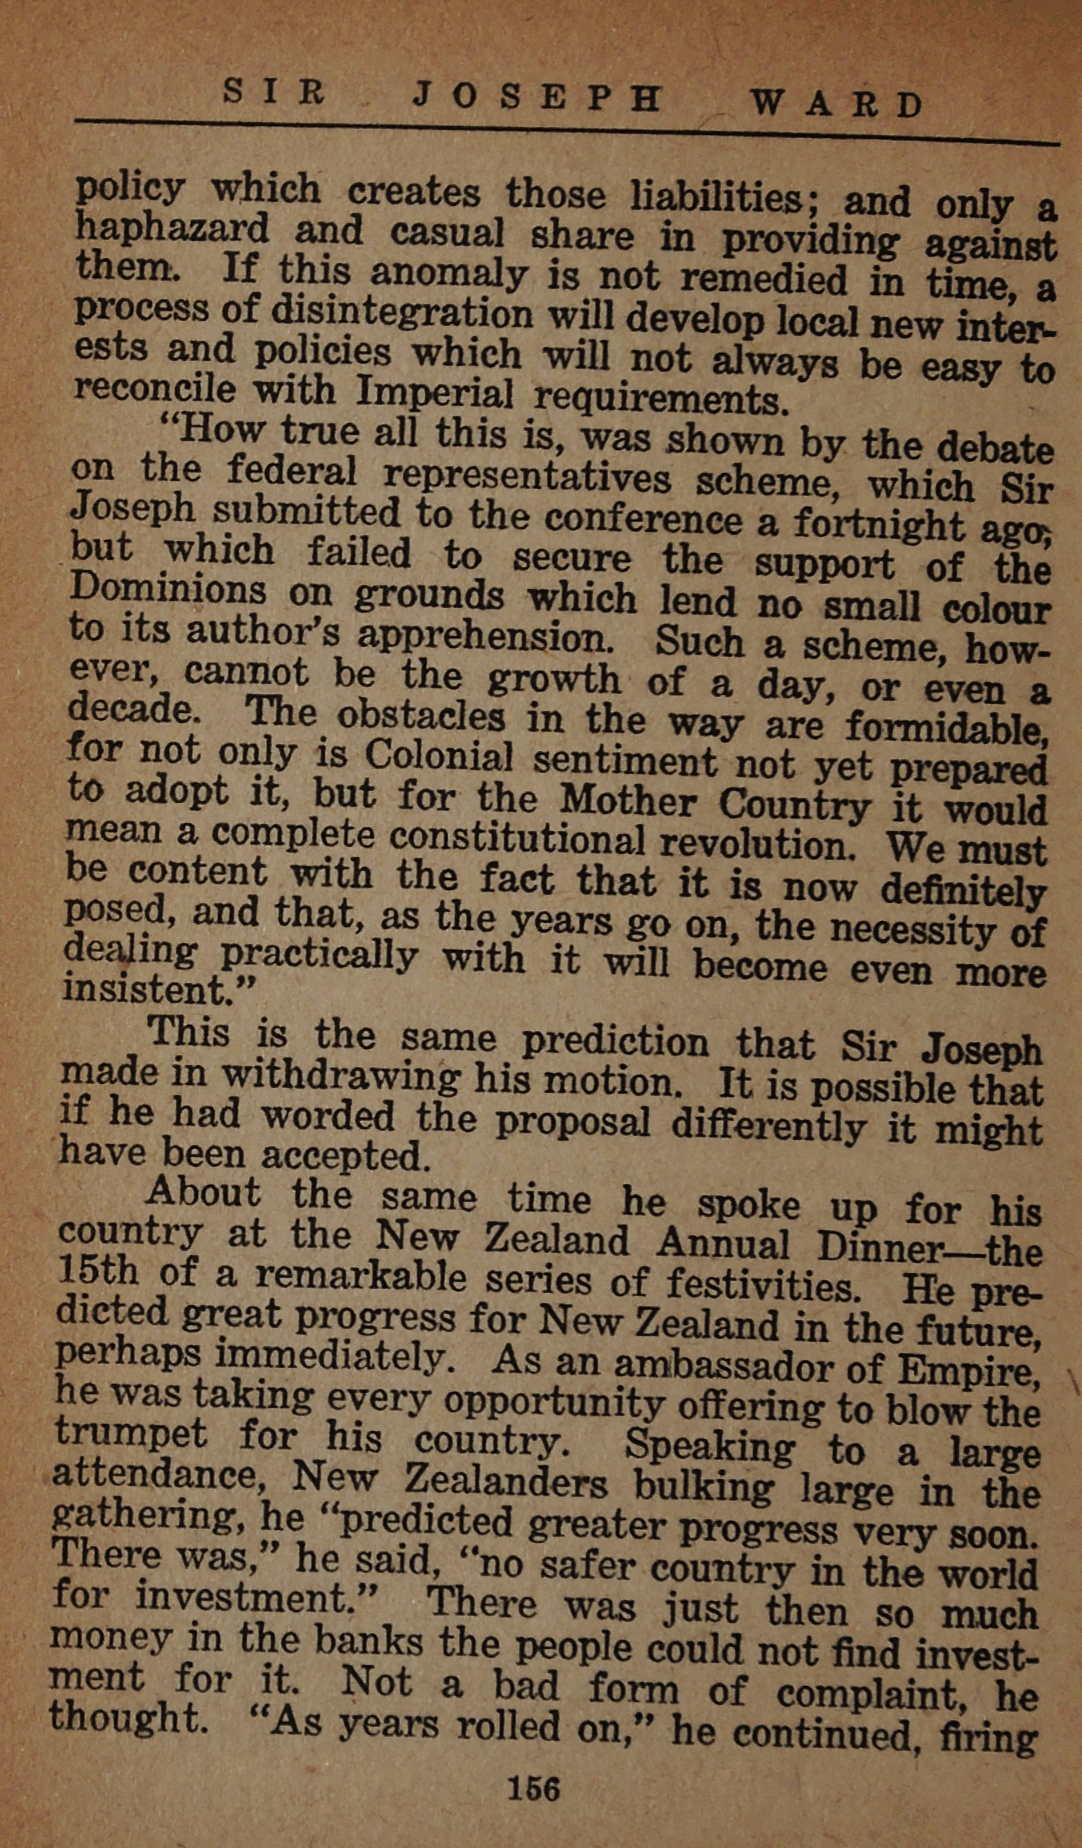 SIR JOSEPH WARD
policy which creates those liabilities; and only a
haphazard and casual share in providing against
them. If this anomaly is not remedied in time, a
process of disintegration will develop local new inter-
ests and policies which will not always be easy to
reconcile with Imperial requirements.
"How true all this is, was shown by the debate
on the federal representatives scheme, which Sir
Joseph submitted to the conference a fortnight ago;
but which failed to secure the support of the
Dominions on grounds which lend no small colour
to its author's apprehension. Such a scheme, how-
ever, cannot be the growth of a day, or even a
decade. The obstacles in the way are formidable,
for not only is Colonial sentiment not yet prepared
to adopt it, but for the Mother Country it would
mean a complete constitutional revolution. We must
be content with the fact that it is now definitely
posed, and that, as the years go on, the necessity of
dealing practically with it will become even more
insistent."
This is the same prediction that Sir Joseph
made in withdrawing his motion. It is possible that
if he had worded the proposal differently it might
have been accepted.
About the same time he spoke up for his
country at the New Zealand Annual Dinner—the
15th of a remarkable series of festivities. He pre-
dicted great progress for New Zealand in the future,
perhaps immediately. As an ambassador of Empire,
he was taking every opportunity offering to blow the
trumpet for his country. Speaking to a large
attendance, New Zealanders bulking large in the
gathering, he "predicted greater progress very soon.
There was," he said, "no safer country in the world
for investment." There was just then so much
money in the banks the people could not find invest-
ment for it. Not a bad form of complaint, he
thought. "As years rolled on," he continued, firing
156